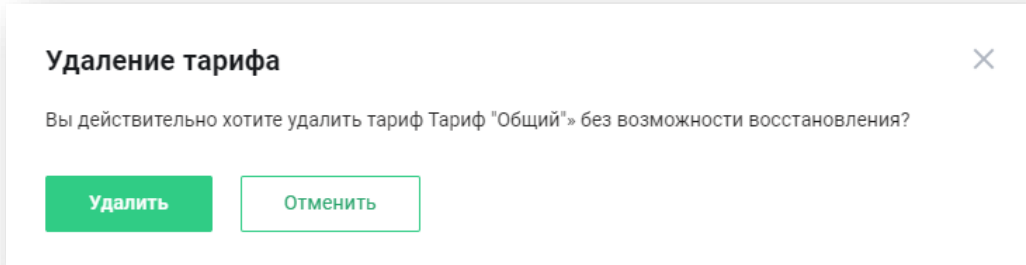 Удаление тарифа
Вы действительно хотите удалить тариф Тариф "Общий"» без возможности восстановления?
Удалить
Отменить